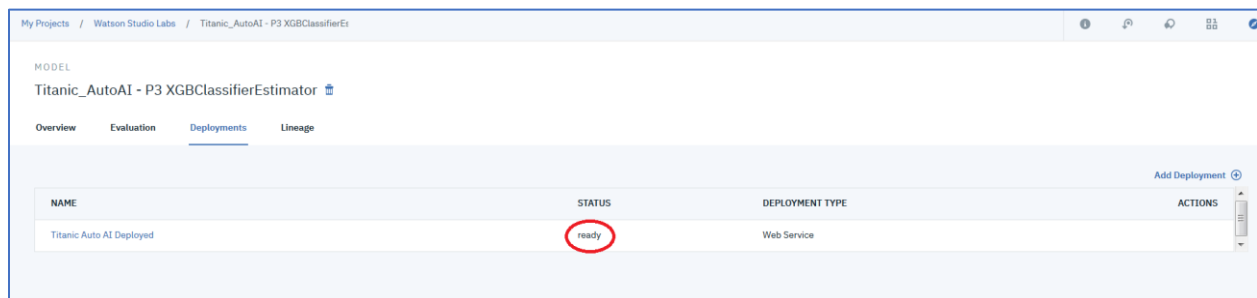 My Projects / Watson Studio Labs / Titanic_AutoAI - P3 XGBClassifierEs
MODEL
Titanic_AutoAI - P3 XGBClassifierEstimator
Overview Evaluation Deployments Lineage
Add Deployment
NAME STATUS DEPLOYMENT TYPE ACTIONS
Titanic Auto AI Deployed ready Web Service